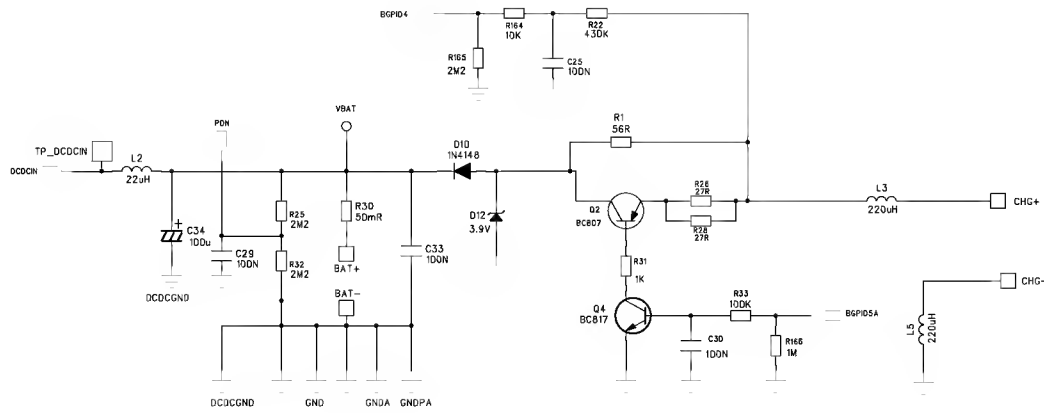 BGPIO4
R164
10K
R22
430K
R165
2M2
C25
100N
VBAT
PON
R1
56R
TP_DCDCIN
D10
1N4148
L2
DCDCIN
22uH
R26
27R
L3
CHG+
R30
50mR
Q2
BC807
220uH
R25
2M2
D12
3.9V
R28
27R
C34
100u
C29
100N
C33
100N
R32
2M2
BAT+
R31
1K
CHG-
DCDCGND
BAT-
R33
100K
Q4
BC817
BGPIO5A
L5
220uH
C30
100N
R166
1M
DCDCGND
GND
GNDA
GNDPA